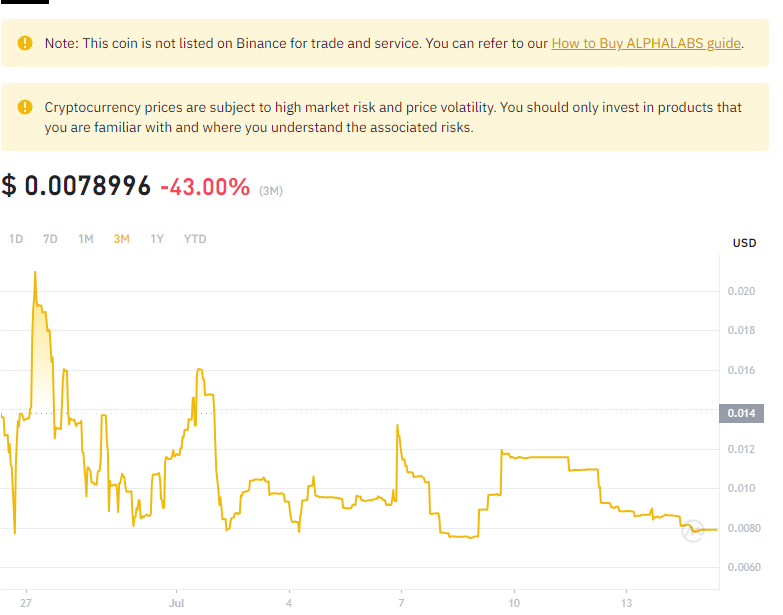 Note: This coin is not listed on Binance for trade and service. You can refer to our How to Buy ALPHALABS guide.
Cryptocurrency prices are subject to high market risk and price volatility. You should only invest in products that
you are familiar with and where you understand the associated risks.
$ 0.0078996 -43.00% (3M)
1D 7D 1M 3M 1Y YTD
USD
0.020
0.018
0.016
0.014
0.012
0.010
0.0080
0.0060
27 Jul 4 7 10 13